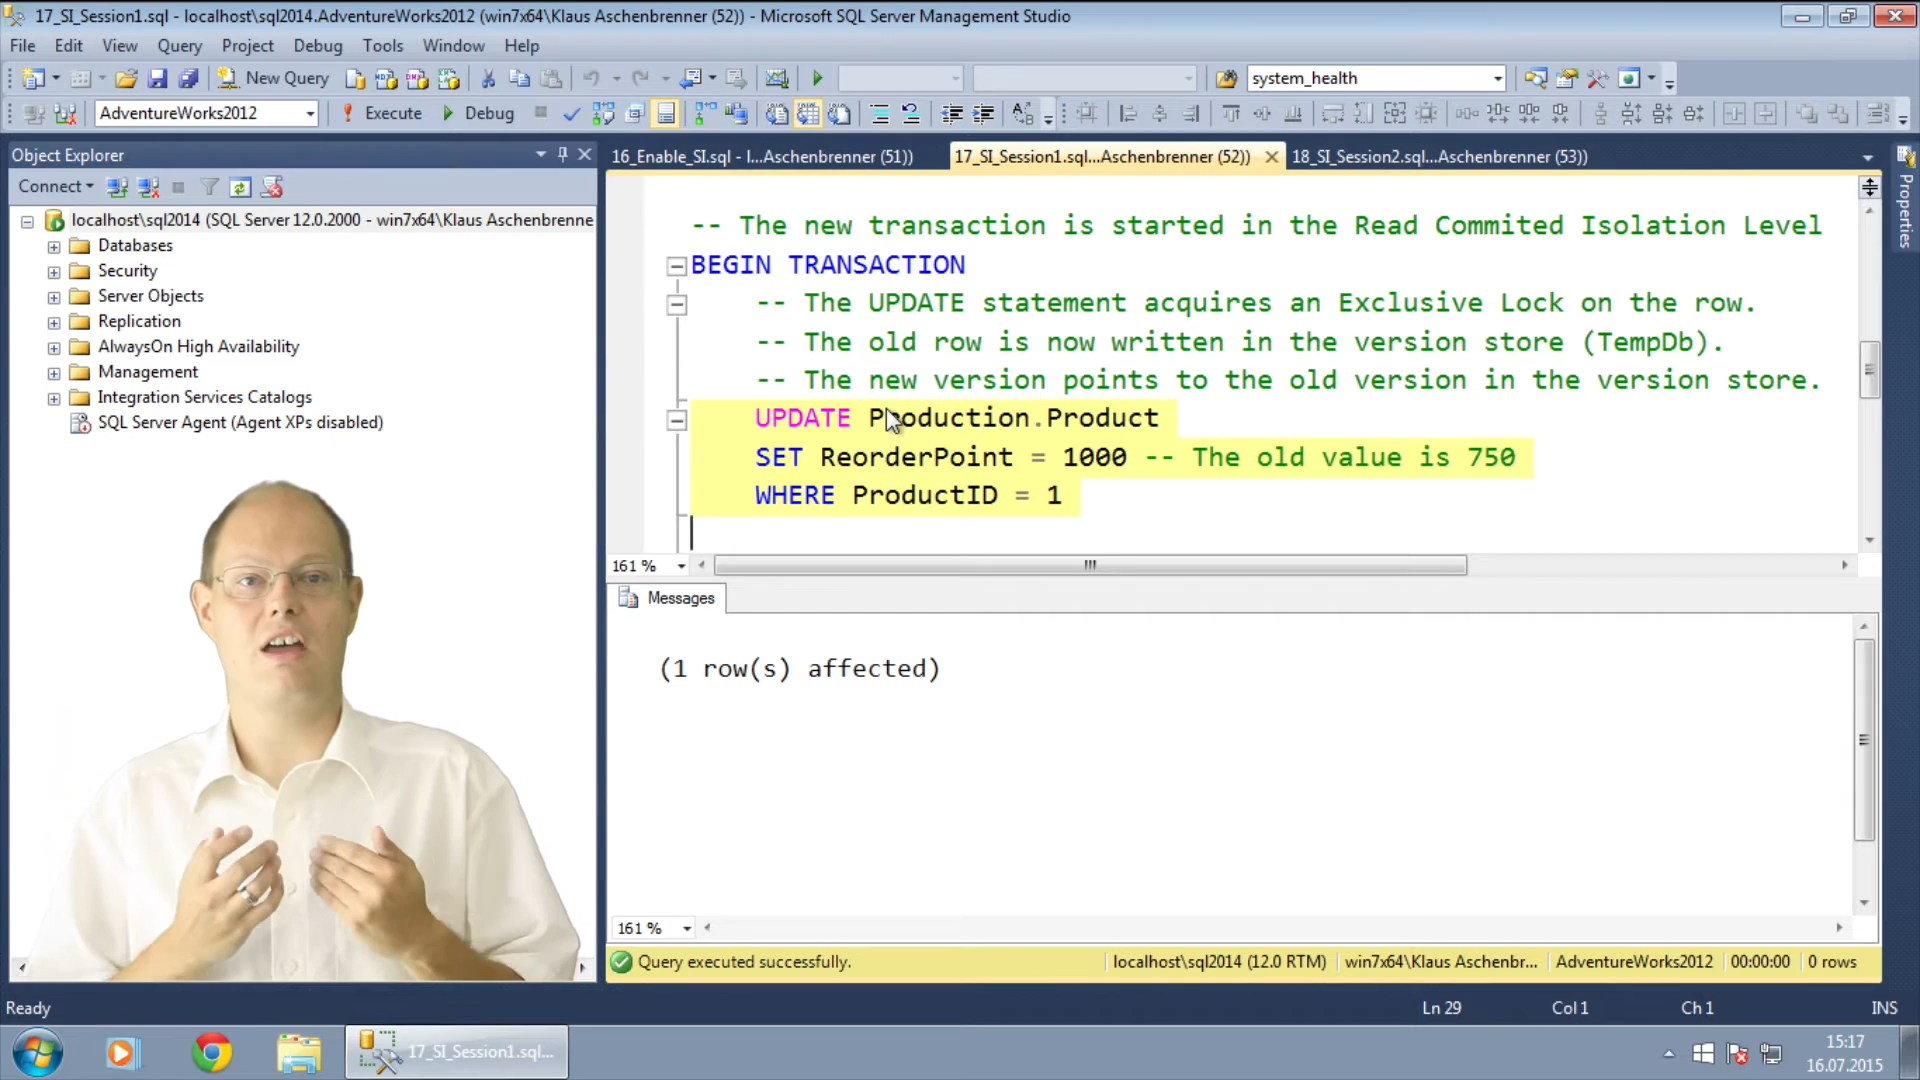 17_SI_Session1.sql - localhost\sql2014.AdventureWorks2012 (win7x64\Klaus Aschenbrenner (52)) - Microsoft SQL Server Management Studio
File Edit View Query Project Debug Tools Window Help
New Query
system_health
AdventureWorks2012
Execute
Debug
Object Explorer
16_Enable_SI.sql - l...Aschenbrenner (51))
17_SI_Session1.sql...Aschenbrenner (52))
18_SI_Session2.sql...Aschenbrenner (53))
Properties
Connect
localhost\sql2014 (SQL Server 12.0.2000 - win7x64\Klaus Aschenbrenne
Databases
Security
Server Objects
Replication
AlwaysOn High Availability
Management
Integration Services Catalogs
SQL Server Agent (Agent XPs disabled)
-- The new transaction is started in the Read Commited Isolation Level
BEGIN TRANSACTION
-- The UPDATE statement acquires an Exclusive Lock on the row.
-- The old row is now written in the version store (TempDb).
-- The new version points to the old version in the version store.
UPDATE Production.Product
SET ReorderPoint = 1000 -- The old value is 750
WHERE ProductID = 1
161 %
Messages
(1 row(s) affected)
161 %
Query executed successfully.
localhost\sql2014 (12.0 RTM)
win7x64\Klaus Aschenbr...
AdventureWorks2012
00:00:00
0 rows
Ready
Ln 29
Col 1
Ch 1
INS
17_SI_Session1.sql...
15:17
16.07.2015